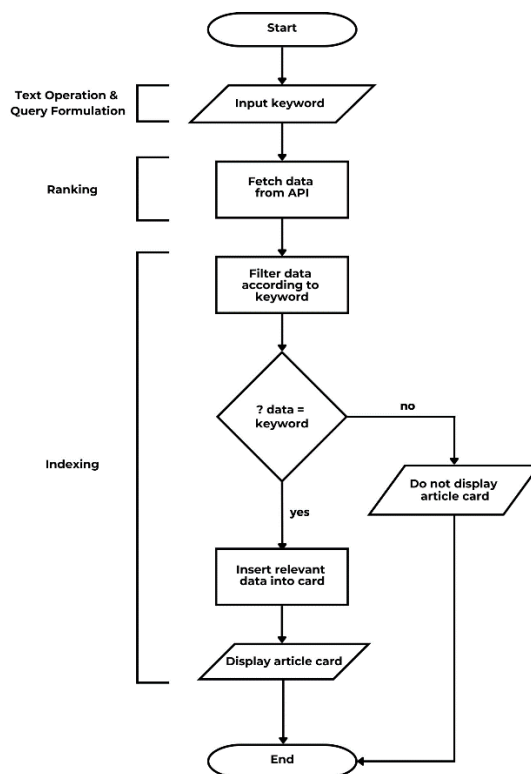 Start
Text Operation &
Query Formulation
Input keyword
Ranking
Fetch data
from API
Filter data
according to
keyword
? data =
keyword
no
Indexing
Do not display
article card
yes
Insert relevant
data into card
Display article card
End